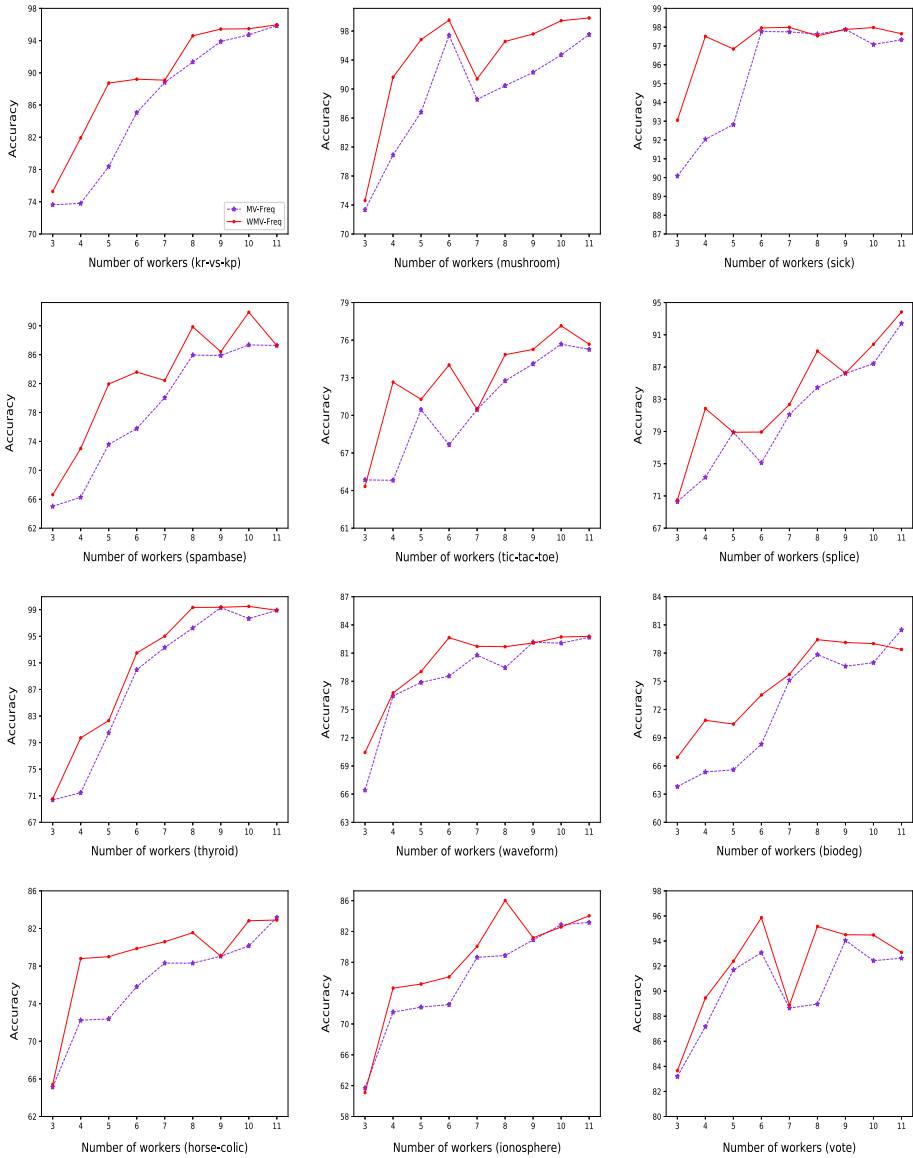 98
94
90
86
82
78
74
70
Accuracy
3 4 5 6 7 8 9 10 11
Number of workers (kr-vs-kp)
MV-Freq
WMV-Freq
98
94
90
86
82
78
74
70
Accuracy
3 4 5 6 7 8 9 10 11
Number of workers (mushroom)
99
98
97
96
95
94
93
92
91
90
89
88
87
Accuracy
3 4 5 6 7 8 9 10 11
Number of workers (sick)
90
86
82
78
74
70
66
62
Accuracy
3 4 5 6 7 8 9 10 11
Number of workers (spambase)
79
76
73
70
67
64
61
Accuracy
3 4 5 6 7 8 9 10 11
Number of workers (tic-tac-toe)
95
91
87
83
79
75
71
67
Accuracy
3 4 5 6 7 8 9 10 11
Number of workers (splice)
99
95
91
87
83
79
75
71
67
Accuracy
3 4 5 6 7 8 9 10 11
Number of workers (thyroid)
87
84
81
78
75
72
69
66
63
Accuracy
3 4 5 6 7 8 9 10 11
Number of workers (waveform)
84
81
78
75
72
69
66
63
60
Accuracy
3 4 5 6 7 8 9 10 11
Number of workers (biodeg)
86
82
78
74
70
66
62
Accuracy
3 4 5 6 7 8 9 10 11
Number of workers (horse-colic)
86
82
78
74
70
66
62
58
Accuracy
3 4 5 6 7 8 9 10 11
Number of workers (ionosphere)
98
96
94
92
90
88
86
84
82
80
Accuracy
3 4 5 6 7 8 9 10 11
Number of workers (vote)